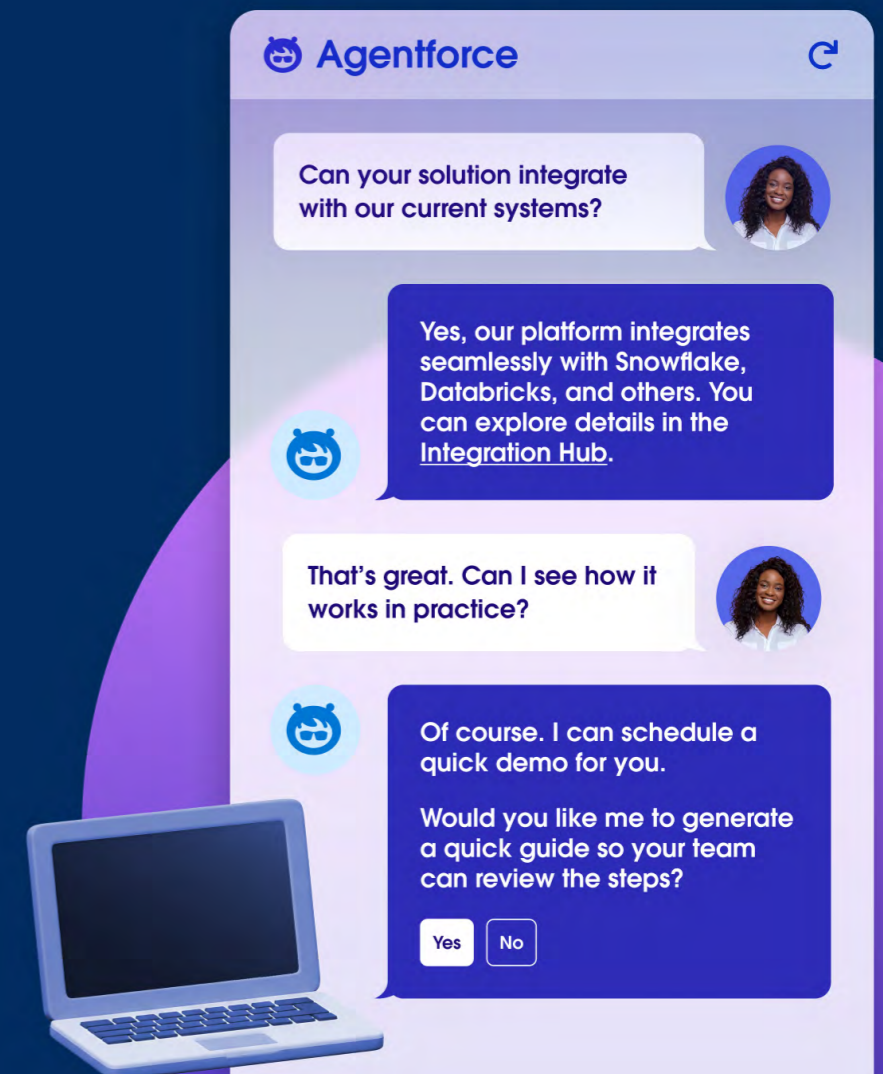 Agentforce
Can your solution integrate
with our current systems?
Yes, our platform integrates
seamlessly with Snowflake,
Databricks, and others. You
can explore details in the
Integration Hub.
That's great. Can I see how it
works in practice?
Of course. I can schedule a
quick demo for you.
Would you like me to generate
a quick guide so your team
can review the steps?
Yes No